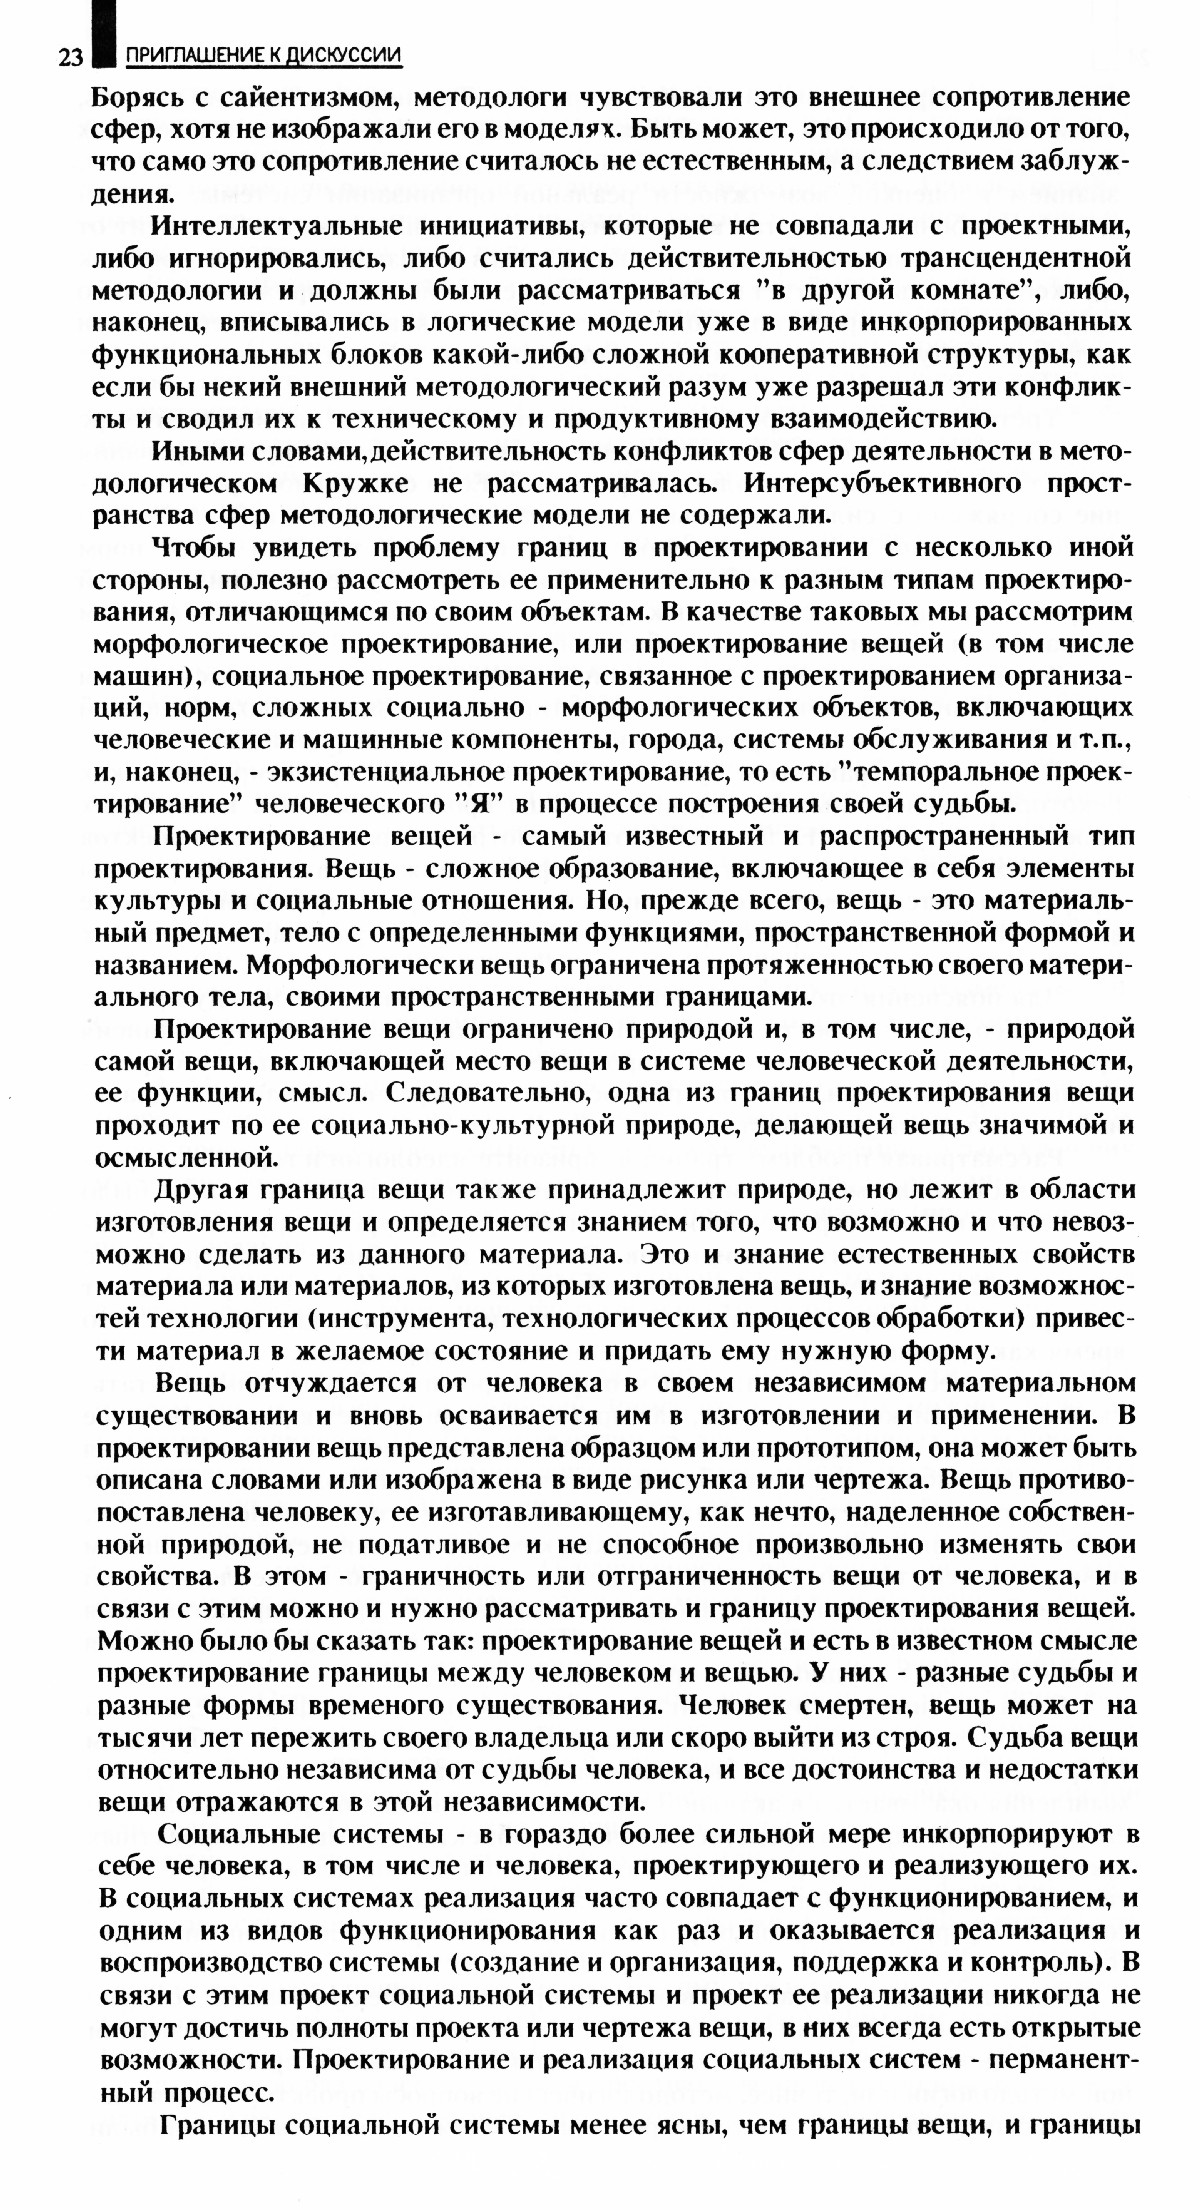 23 ПРИГЛАШЕНИЕ К ДИСКУССИИ
Борясь с сайентизмом, методологи чувствовали это внешнее сопротивление
сфер, хотя не изображали его в моделях. Быть может, это происходило от того,
что само это сопротивление считалось не естественным, а следствием заблуж-
дения.
Интеллектуальные инициативы, которые не совпадали с проектными,
либо игнорировались, либо считались действительностью трансцендентной
методологии и должны были рассматриваться "в другой комнате", либо,
наконец, вписывались в логические модели уже в виде инкорпорированных
функциональных блоков какой-либо сложной кооперативной структуры, как
если бы некий внешний методологический разум уже разрешал эти конфлик-
ты и сводил их к техническому и продуктивному взаимодействию.
Иными словами,действительность конфликтов сфер деятельности в мето-
дологическом Кружке не рассматривалась. Интерсубъективного прост-
ранства сфер методологические модели не содержали.
Чтобы увидеть проблему границ в проектировании с несколько иной
стороны, полезно рассмотреть ее применительно к разным типам проектиро-
вания, отличающимся по своим объектам. В качестве таковых мы рассмотрим
морфологическое проектирование, или проектирование вещей (в том числе
машин), социальное проектирование, связанное с проектированием организа-
ций, норм, сложных социально - морфологических объектов, включающих
человеческие и машинные компоненты, города, системы обслуживания и т.п.,
и, наконец, - экзистенциальное проектирование, то есть "темпоральное проек-
тирование" человеческого "Я" в процессе построения своей судьбы.
Проектирование вещей - самый известный и распространенный тип
проектирования. Вещь - сложное образование, включающее в себя элементы
культуры и социальные отношения. Но, прежде всего, вещь - это материаль-
ный предмет, тело с определенными функциями, пространственной формой и
названием. Морфологически вещь ограничена протяженностью своего матери-
ального тела, своими пространственными границами.
Проектирование вещи ограничено природой и, в том числе, - природой
самой вещи, включающей место вещи в системе человеческой деятельности,
ее функции, смысл. Следовательно, одна из границ проектирования вещи
проходит по ее социально-культурной природе, делающей вещь значимой и
осмысленной.
Другая граница вещи также принадлежит природе, но лежит в области
изготовления вещи и определяется знанием того, что возможно и что невоз-
можно сделать из данного материала. Это и знание естественных свойств
материала или материалов, из которых изготовлена вещь, и знание возможнос-
тей технологии (инструмента, технологических процессов обработки) привес-
ти материал в желаемое состояние и придать ему нужную форму.
Вещь отчуждается от человека в своем независимом материальном
существовании и вновь осваивается им в изготовлении и применении. В
проектировании вещь представлена образцом или прототипом, она может быть
описана словами или изображена в виде рисунка или чертежа. Вещь противо-
поставлена человеку, ее изготавливающему, как нечто, наделенное собствен-
ной природой, не податливое и не способное произвольно изменять свои
свойства. В этом - граничность или отграниченность вещи от человека, и в
связи с этим можно и нужно рассматривать и границу проектирования вещей.
Можно было бы сказать так: проектирование вещей и есть в известном смысле
проектирование границы между человеком и вещью. У них - разные судьбы и
разные формы временого существования. Человек смертен, вещь может на
тысячи лет пережить своего владельца или скоро выйти из строя. Судьба вещи
относительно независима от судьбы человека, и все достоинства и недостатки
вещи отражаются в этой независимости.
Социальные системы - в гораздо более сильной мере инкорпорируют в
себе человека, в том числе и человека, проектирующего и реализующего их.
В социальных системах реализация часто совпадает с функционированием, и
одним из видов функционирования как раз и оказывается реализация и
воспроизводство системы (создание и организация, поддержка и контроль). В
связи с этим проект социальной системы и проект ее реализации никогда не
могут достичь полноты проекта или чертежа вещи, в них всегда есть открытые
возможности. Проектирование и реализация социальных систем - перманент-
ный процесс.
Границы социальной системы менее ясны, чем границы вещи, и границы